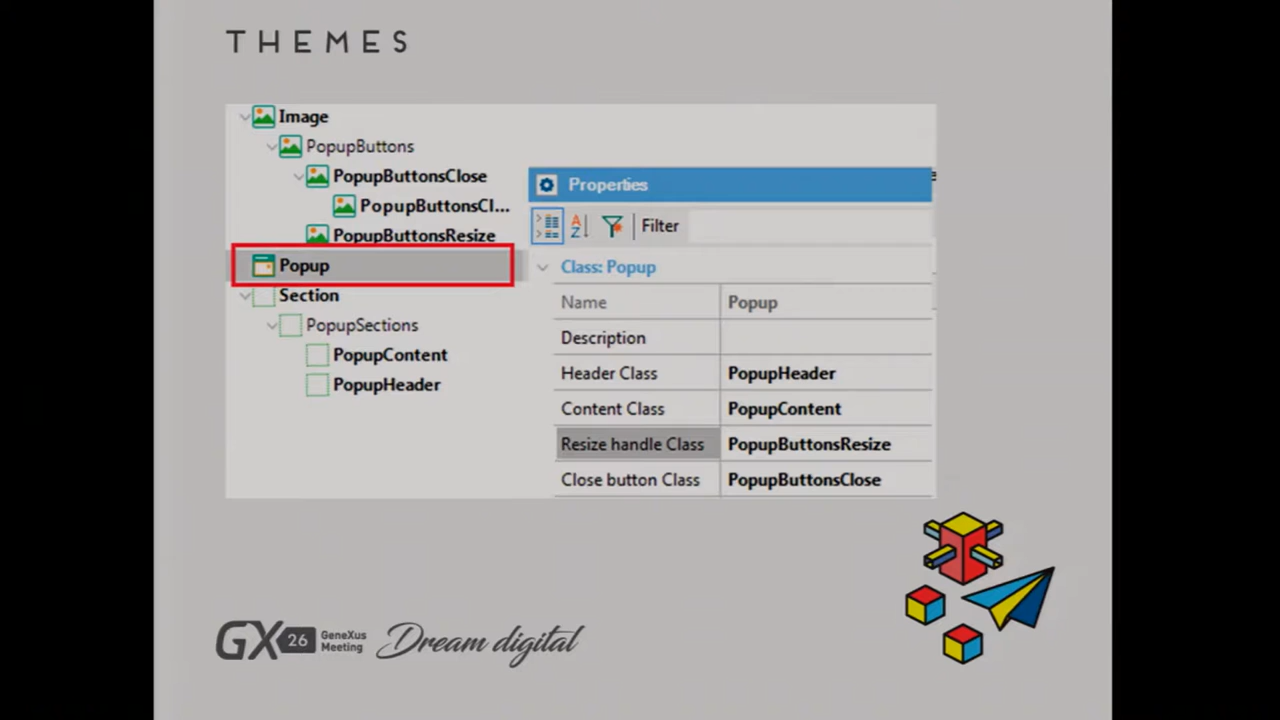 THEMES
Image
PopupButtons
PopupButtonsClose
PopupButtonsCl...
PopupButtonsResize
Popup
Section
PopupSections
PopupContent
PopupHeader
Properties
Filter
Class: Popup
Name Popup
Description
Header Class PopupHeader
Content Class PopupContent
Resize handle Class PopupButtonsResize
Close button Class PopupButtonsClose
GX 26 GeneXus Meeting Dream digital